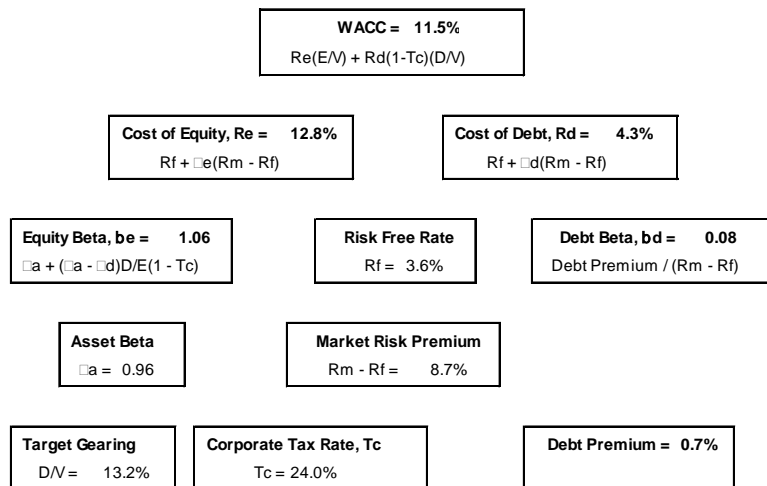 WACC = 11.5%
Re(E/V) + Rd(1-Tc)(D/V)
Cost of Equity, Re = 12.8%
Rf + □e(Rm - Rf)
Cost of Debt, Rd = 4.3%
Rf + □d(Rm - Rf)
Equity Beta, be = 1.06
□a + (□a - □d)D/E(1 - Tc)
Risk Free Rate
Rf = 3.6%
Debt Beta, bd = 0.08
Debt Premium / (Rm - Rf)
Asset Beta
□a = 0.96
Market Risk Premium
Rm - Rf = 8.7%
Target Gearing
D/V = 13.2%
Corporate Tax Rate, Tc
Tc = 24.0%
Debt Premium = 0.7%